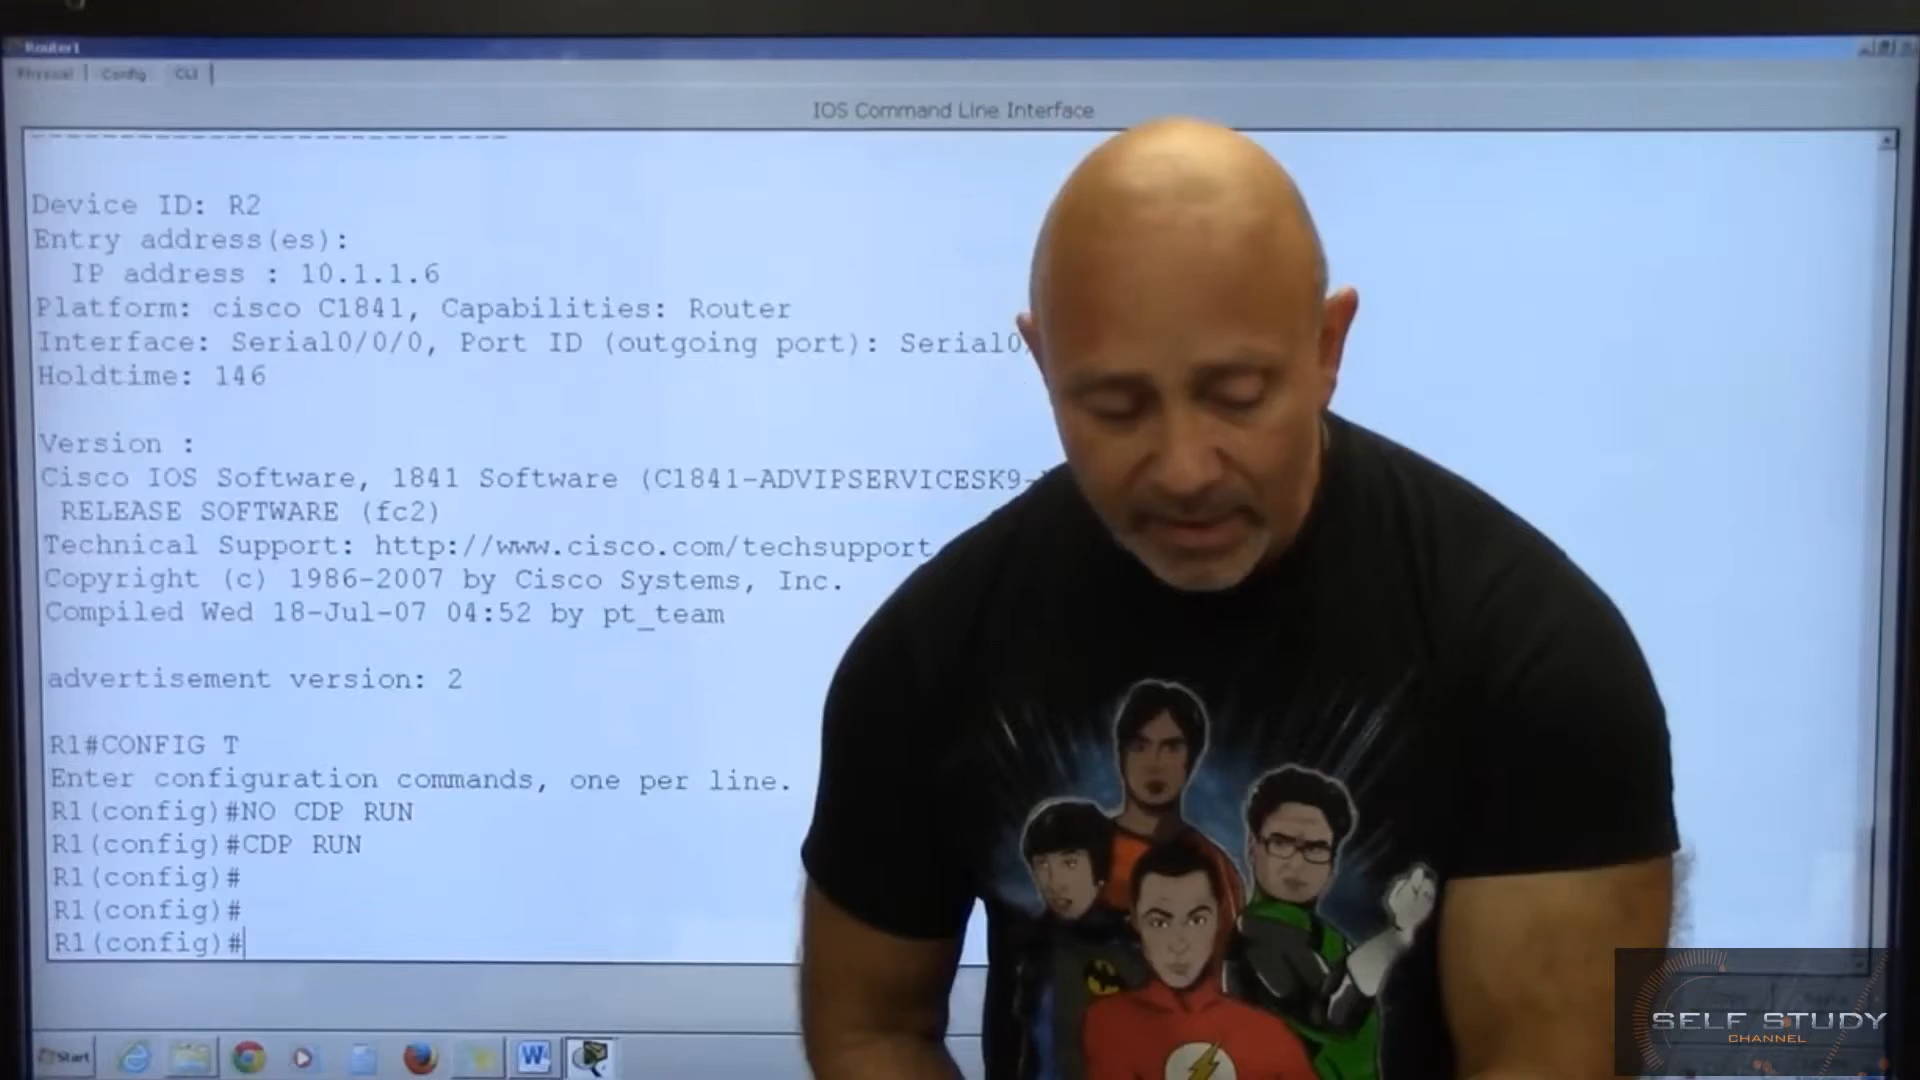 Router1
Physical Config CLI
IOS Command Line Interface
Device ID: R2
Entry address(es):
IP address : 10.1.1.6
Platform: cisco C1841, Capabilities: Router
Interface: Serial0/0/0, Port ID (outgoing port): Serial0
Holdtime: 146
Version :
Cisco IOS Software, 1841 Software (C1841-ADVIPSERVICESK9-
RELEASE SOFTWARE (fc2)
Technical Support: http://www.cisco.com/techsupport
Copyright (c) 1986-2007 by Cisco Systems, Inc.
Compiled Wed 18-Jul-07 04:52 by pt_team
advertisement version: 2
R1#CONFIG T
Enter configuration commands, one per line.
R1(config)#NO CDP RUN
R1(config)#CDP RUN
R1(config)#
R1(config)#
R1(config)#
Start
SELF STUDY
CHANNEL